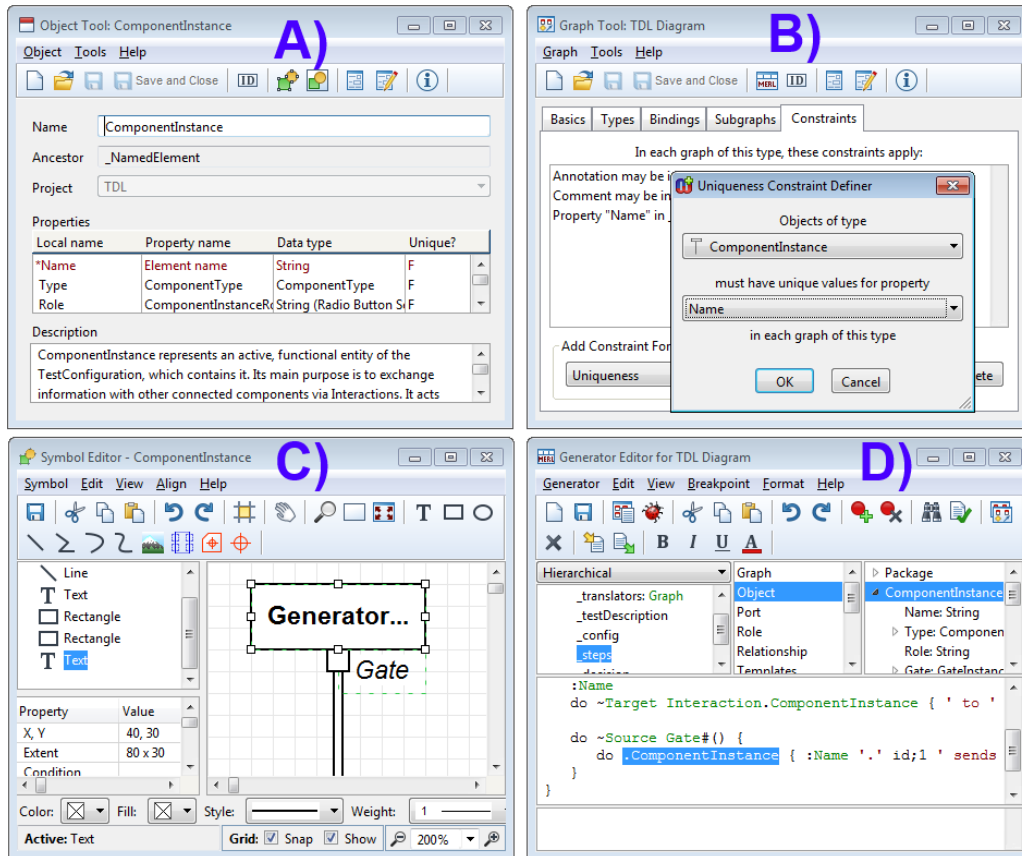 Object Tool: ComponentInstance
A)
Object Tools Help
Save and Close
ID
Name
ComponentInstance
Ancestor
_NamedElement
Project
TDL
Properties
Local name Property name Data type Unique?
*Name Element name String F
Type ComponentType ComponentType F
Role ComponentInstanceRo String (Radio Button Se F
Description
ComponentInstance represents an active, functional entity of the
TestConfiguration, which contains it. Its main purpose is to exchange
information with other connected components via Interactions. It acts
Graph Tool: TDL Diagram
B)
Graph Tools Help
Save and Close
MERL ID
Basics Types Bindings Subgraphs Constraints
In each graph of this type, these constraints apply:
Annotation may be i
Comment may be in
Property "Name" in _
Add Constraint For
Uniqueness
ete
Uniqueness Constraint Definer
Objects of type
ComponentInstance
must have unique values for property
Name
in each graph of this type
OK Cancel
Symbol Editor - ComponentInstance
C)
Symbol Edit View Align Help
T
Line
T Text
Rectangle
Rectangle
T Text
Property Value
X, Y 40, 30
Extent 80 x 30
Condition
Generator...
Gate
Color: Fill: Style: Weight: 1
Active: Text
Grid: Snap Show 200%
MERL
Generator Editor for TDL Diagram
D)
Generator Edit View Breakpoint Format Help
B I U A
Hierarchical
_translators: Graph
_testDescription
_config
_steps
Graph
Object
Port
Role
Relationship
Templates
Package
ComponentInstance
Name: String
Type: Componen
Role: String
Gate: GateInstanc
:Name
do ~Target Interaction.ComponentInstance { ' to '
do ~Source Gate#() {
do .ComponentInstance { :Name '.' id;1 ' sends
}
}